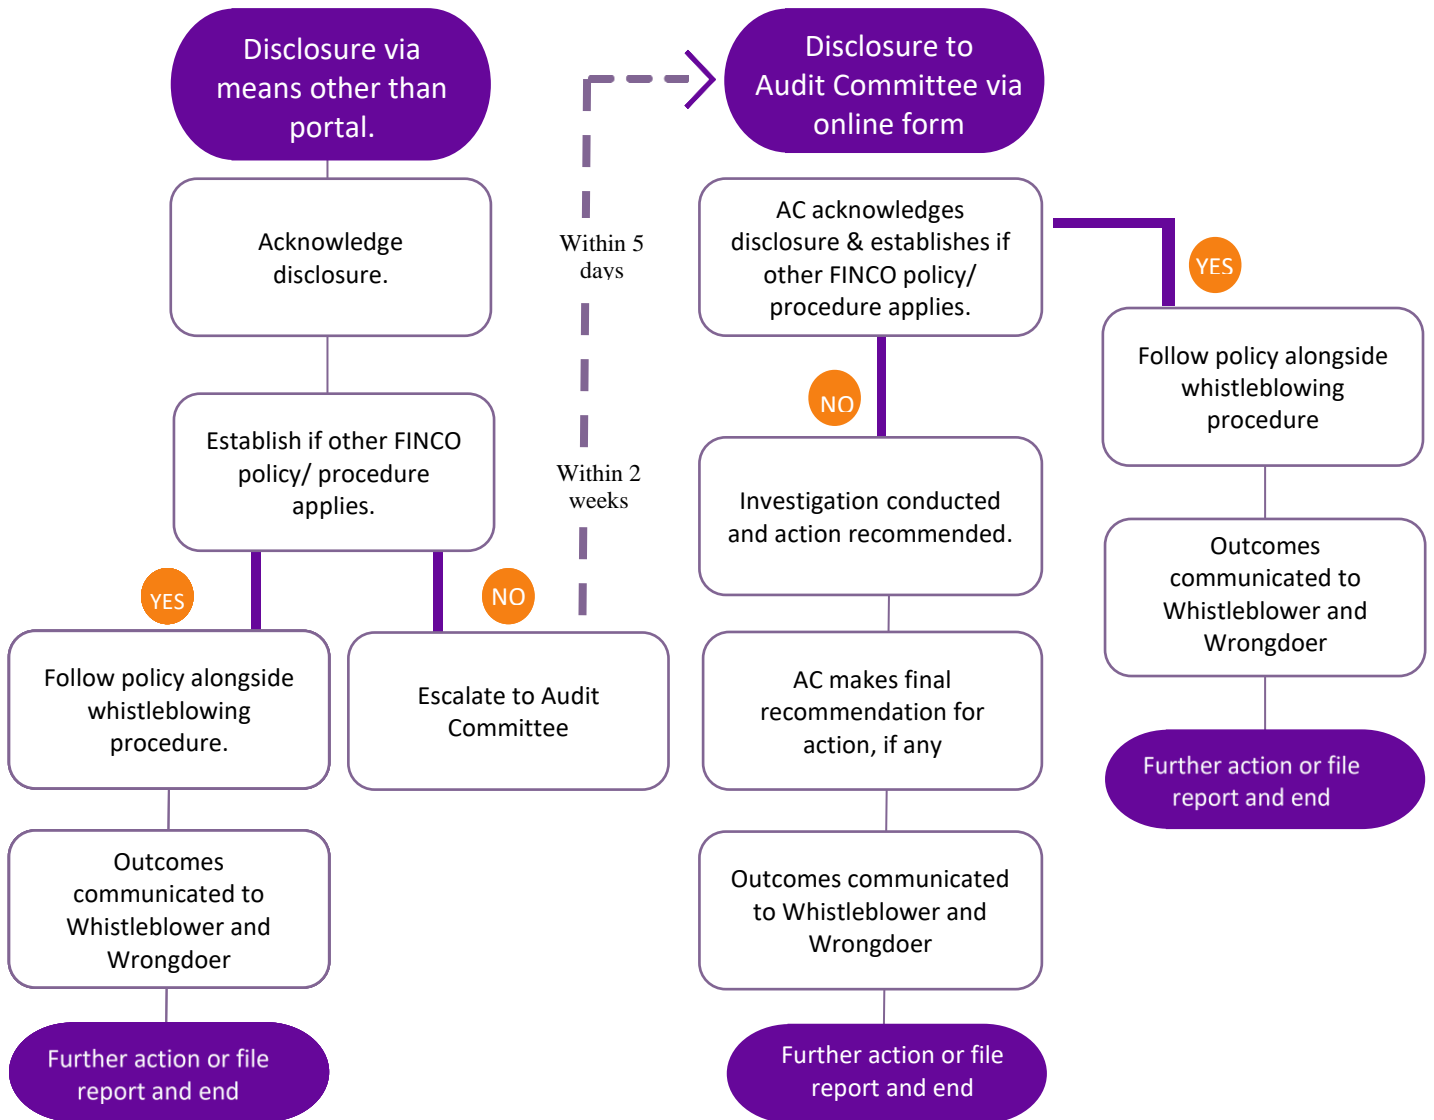 Disclosure via
means other than
portal.
Acknowledge
disclosure.
Establish if other FINCO
policy/ procedure
applies.
YES
NO
Follow policy alongside
whistleblowing
procedure.
Escalate to Audit
Committee
Outcomes
communicated to
Whistleblower and
Wrongdoer
Further action or file
report and end
Within 5
days
Within 2
weeks
Disclosure to
Audit Committee via
online form
AC acknowledges
disclosure & establishes if
other FINCO policy/
procedure applies.
NO
Investigation conducted
and action recommended.
AC makes final
recommendation for
action, if any
Outcomes communicated
to Whistleblower and
Wrongdoer
Further action or file
report and end
YES
Follow policy alongside
whistleblowing
procedure
Outcomes
communicated to
Whistleblower and
Wrongdoer
Further action or file
report and end